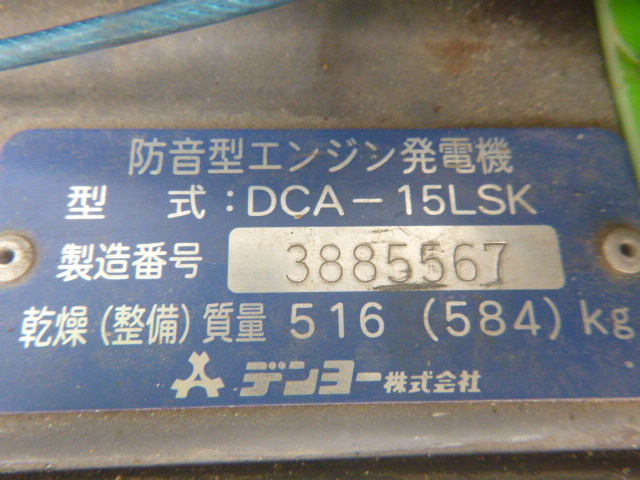 防音型エンジン発電機
型 式：DCA－15LSK
製造番号 3885567
乾燥(整備)質量 516 (584) kg
デンヨー株式会社